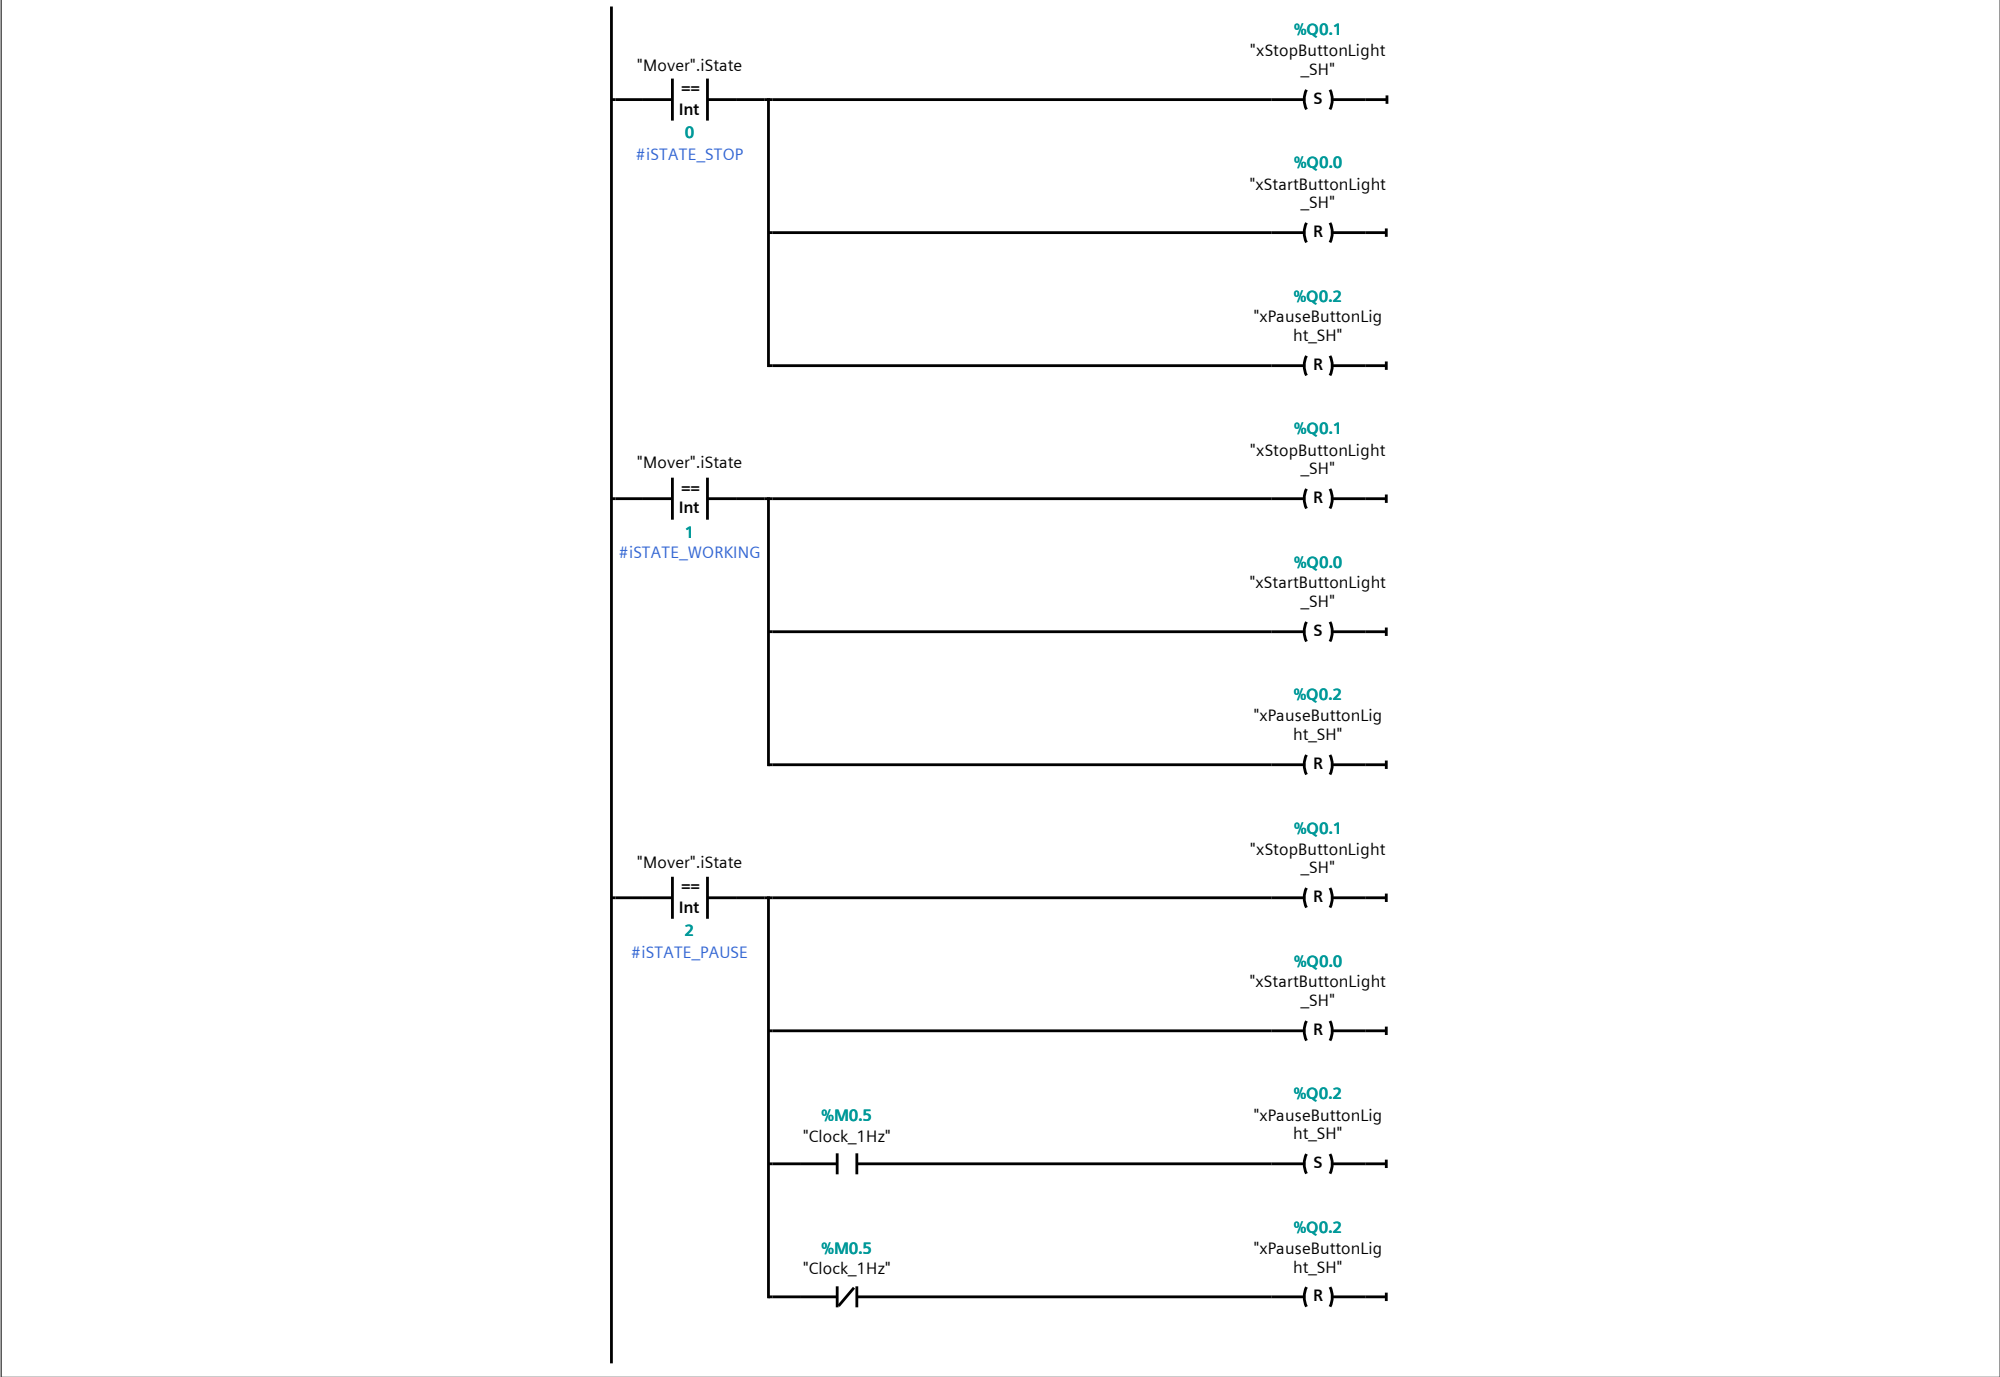 %Q0.1
"xStopButtonLight
_SH"
"Mover".iState
==
Int
0
#iSTATE_STOP
S
%Q0.0
"xStartButtonLight
_SH"
R
%Q0.2
"xPauseButtonLig
ht_SH"
R
%Q0.1
"xStopButtonLight
_SH"
"Mover".iState
==
Int
1
#iSTATE_WORKING
R
%Q0.0
"xStartButtonLight
_SH"
S
%Q0.2
"xPauseButtonLig
ht_SH"
R
%Q0.1
"xStopButtonLight
_SH"
"Mover".iState
==
Int
2
#iSTATE_PAUSE
R
%Q0.0
"xStartButtonLight
_SH"
R
%M0.5
"Clock_1Hz"
%Q0.2
"xPauseButtonLig
ht_SH"
S
%M0.5
"Clock_1Hz"
%Q0.2
"xPauseButtonLig
ht_SH"
R